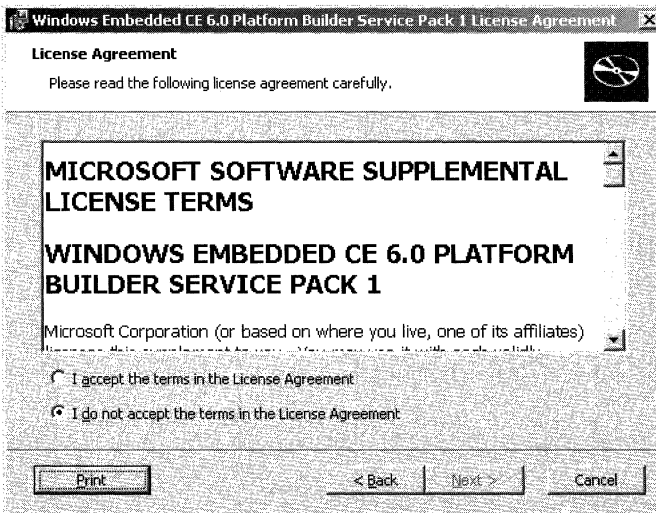 Windows Embedded CE 6.0 Platform Builder Service Pack 1 License Agreement
License Agreement
Please read the following license agreement carefully.
MICROSOFT SOFTWARE SUPPLEMENTAL
LICENSE TERMS
WINDOWS EMBEDDED CE 6.0 PLATFORM
BUILDER SERVICE PACK 1
Microsoft Corporation (or based on where you live, one of its affiliates)
I accept the terms in the License Agreement
I do not accept the terms in the License Agreement
Print
< Back
Next >
Cancel